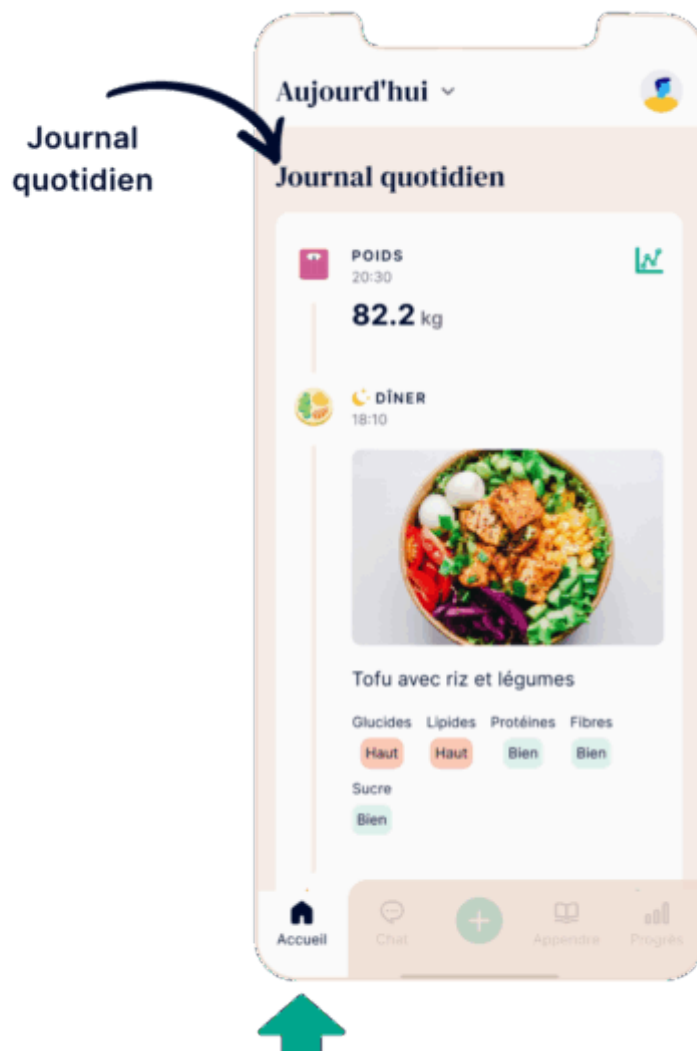 Aujourd'hui
Journal
quotidien
Journal quotidien
POIDS
20:30
82.2 kg
DÎNER
18:10
Tofu avec riz et légumes
Glucides Lipides Protéines Fibres
Haut Haut Bien Bien
Sucre
Bien
Accueil Chat Appendre Progrès